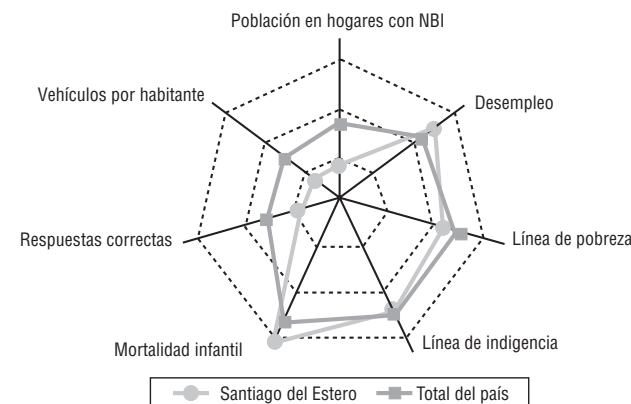 Población en hogares con NBI
Vehículos por habitante
Desempleo
Respuestas correctas
Línea de pobreza
Mortalidad infantil
Línea de indigencia
Santiago del Estero
Total del país